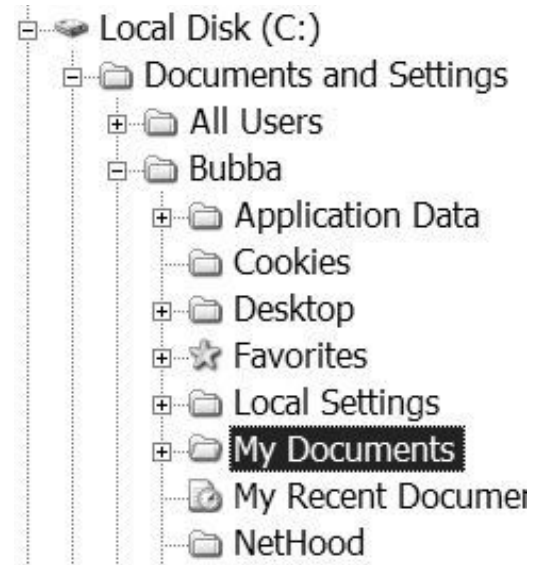 Local Disk (C:)
Documents and Settings
All Users
Bubba
Application Data
Cookies
Desktop
Favorites
Local Settings
My Documents
My Recent Documen
NetHood